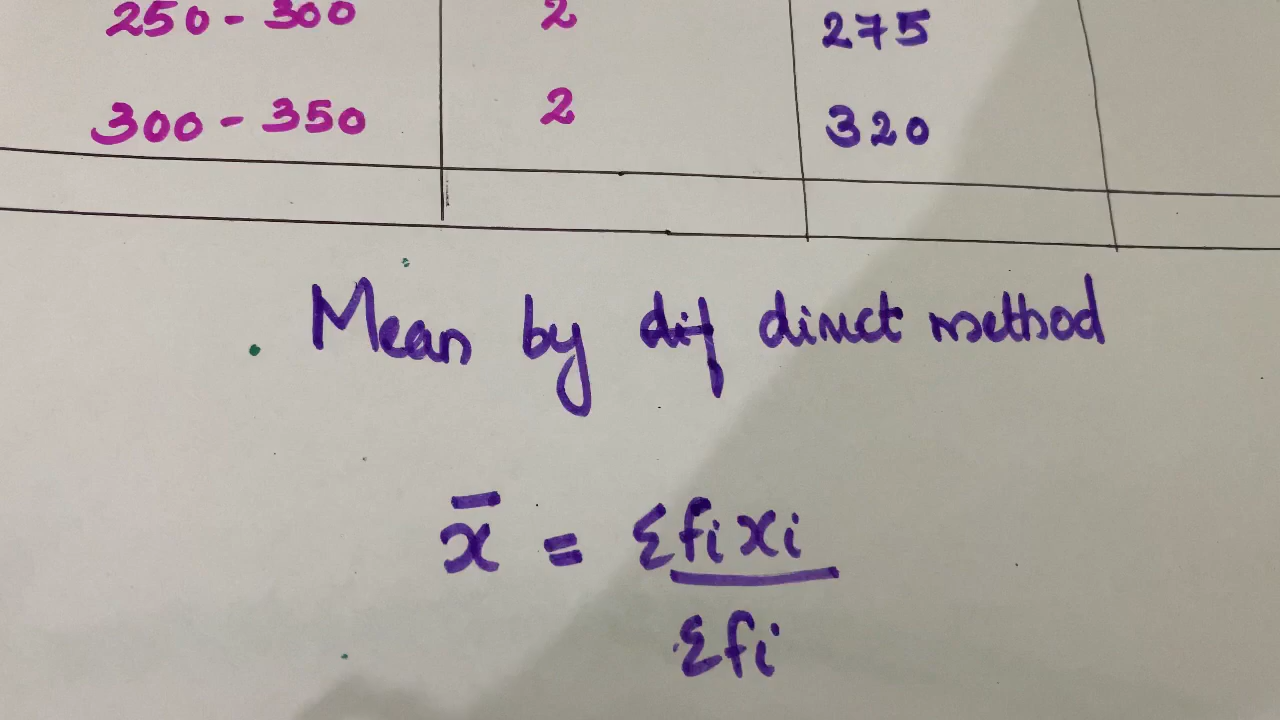 250 - 300 2 275
300 - 350 2 320
Mean by dif direct method
x̄ = Σfixi
Σfi